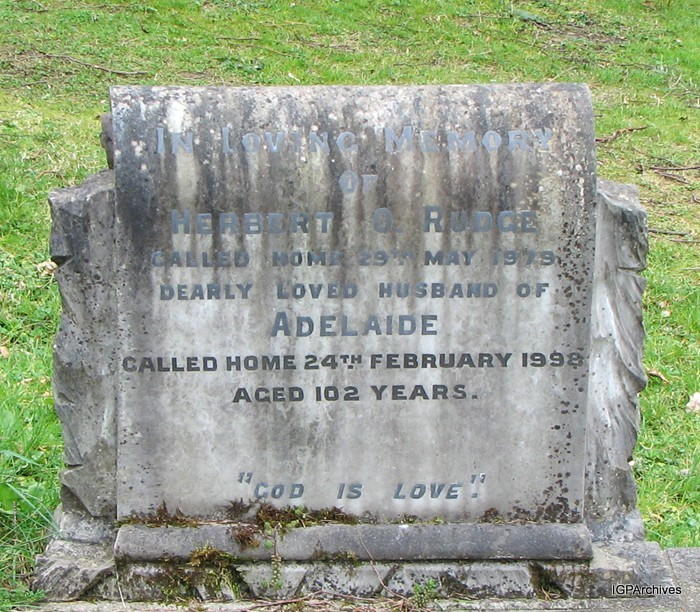 In Loving Memory
of
Herbert O. Rudge
CALLED HOME 29TH MAY 1979
DEARLY LOVED HUSBAND OF
ADELAIDE
CALLED HOME 24TH FEBRUARY 1998
AGED 102 YEARS.
"GOD IS LOVE".
IGPArchives